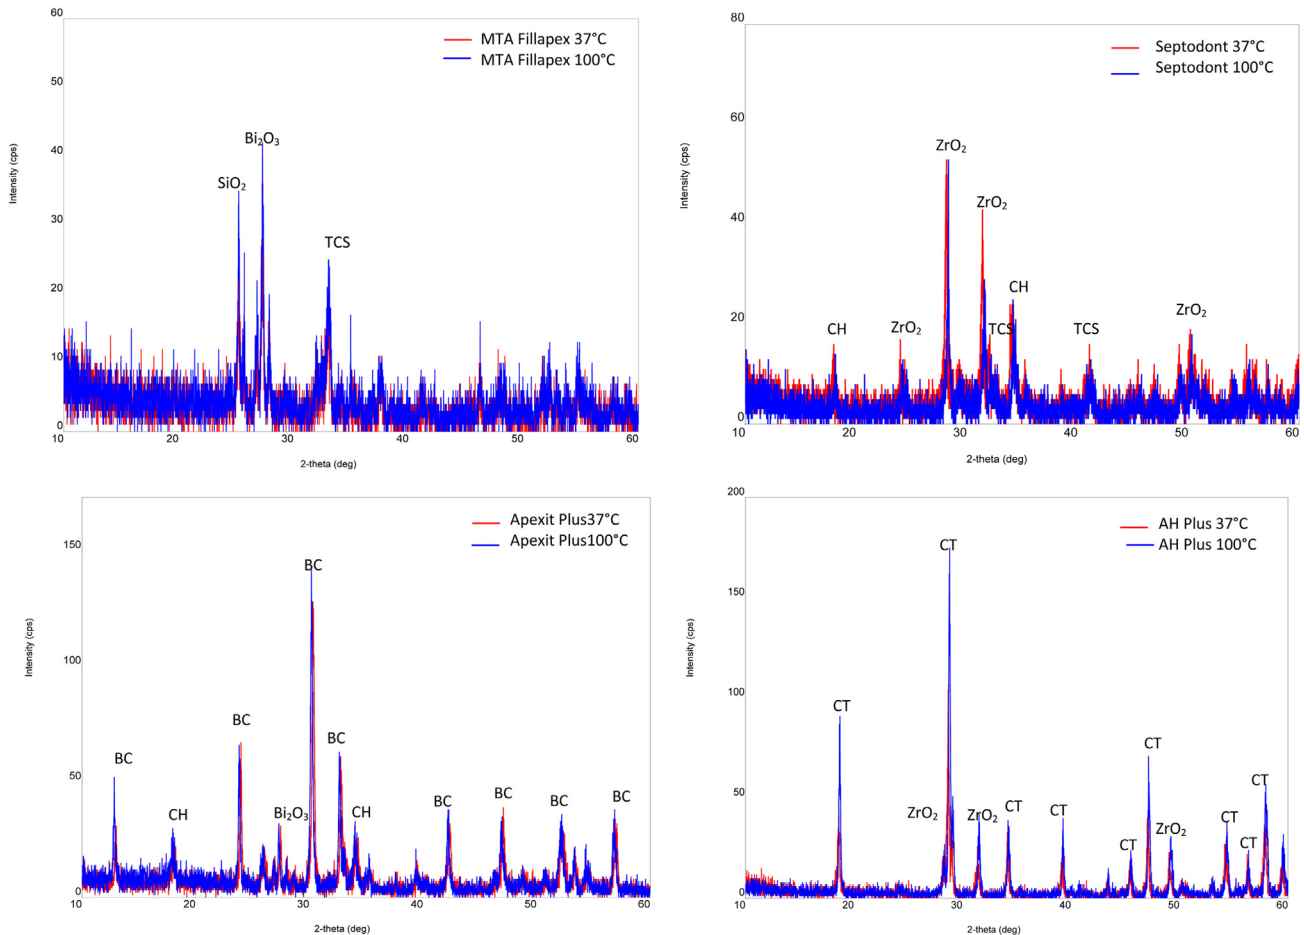 60
50
40
30
20
10
0
Intensity (cps)
MTA Fillapex 37°C
MTA Fillapex 100°C
Bi₂O₃
SiO₂
TCS
10 20 30 40 50 60
2-theta (deg)
80
60
40
20
0
Intensity (cps)
Septodont 37°C
Septodont 100°C
ZrO₂
ZrO₂
CH
CH
ZrO₂
TCS
TCS
ZrO₂
10 20 30 40 50 60
2-theta (deg)
150
100
50
0
Intensity (cps)
Apexit Plus37°C
Apexit Plus100°C
BC
BC
BC
BC
CH
Bi₂O₃
CH
BC
BC
BC
BC
10 20 30 40 50 60
2-theta (deg)
200
150
100
50
0
Intensity (cps)
AH Plus 37°C
AH Plus 100°C
CT
CT
CT
ZrO₂
ZrO₂
CT
CT
CT
ZrO₂
CT
CT
CT
10 20 30 40 50 60
2-theta (deg)